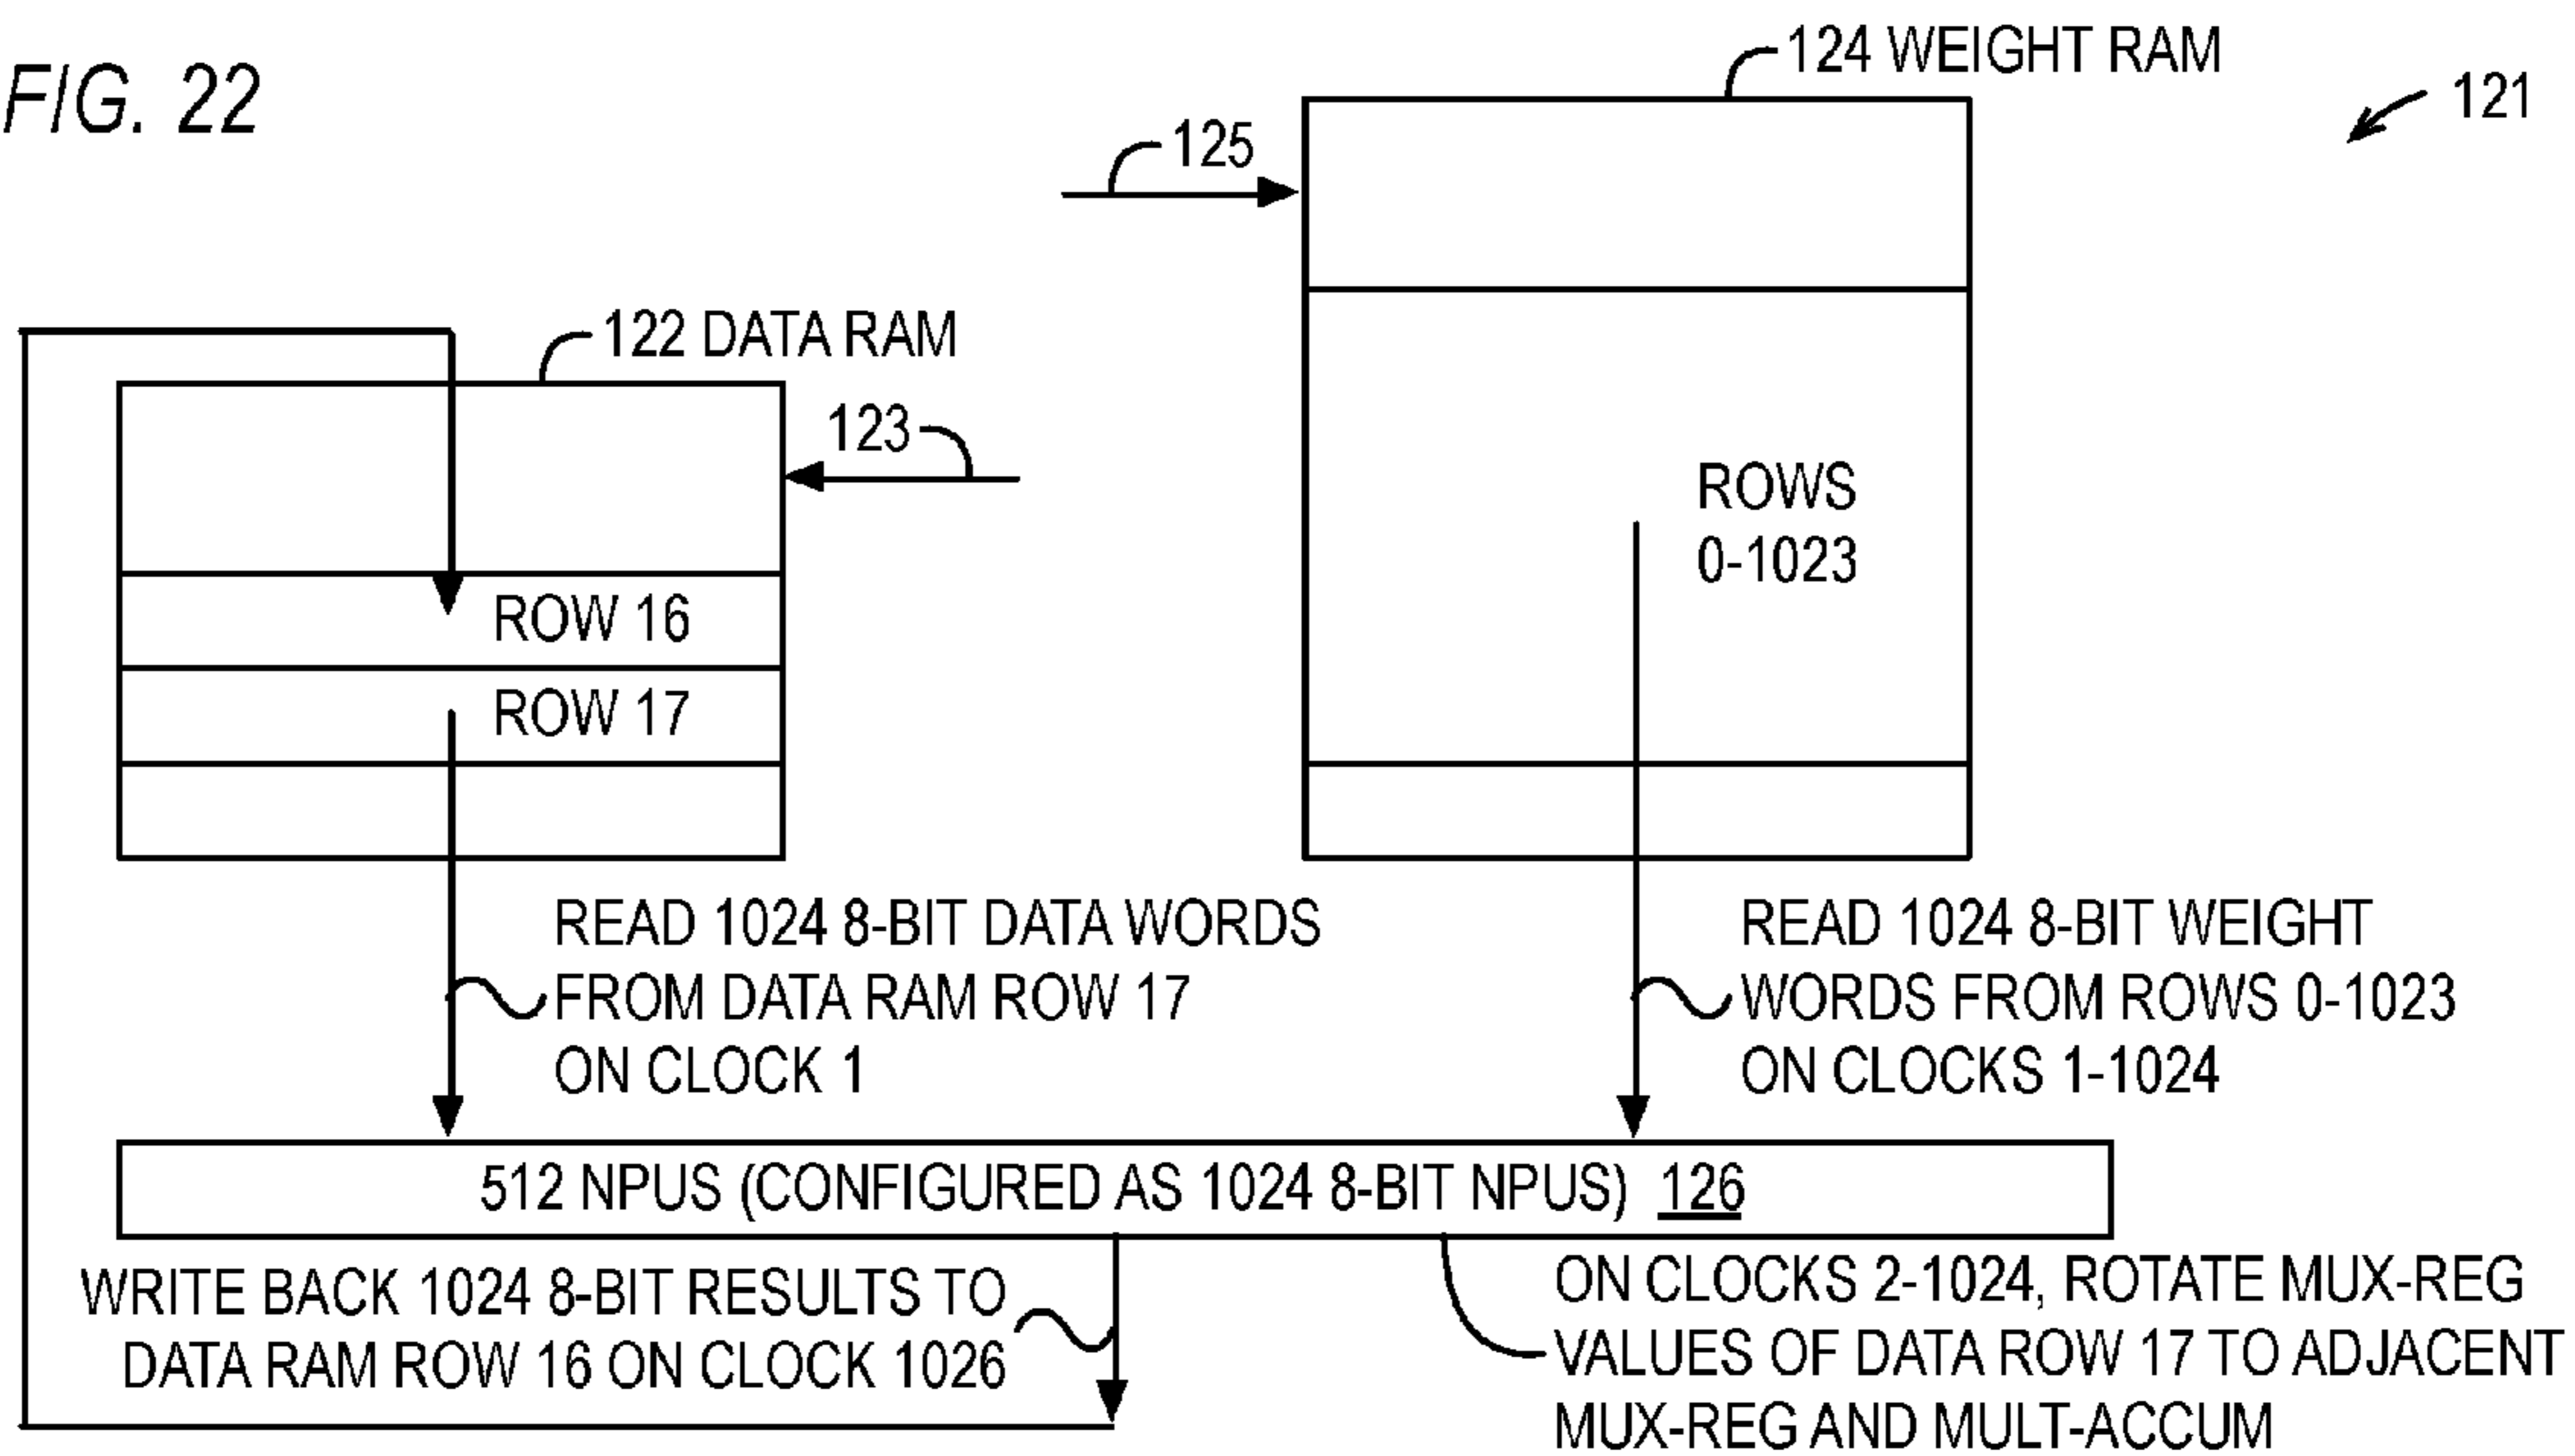 FIG. 22
124 WEIGHT RAM
121
125
122 DATA RAM
123
ROWS
0-1023
ROW 16
ROW 17
READ 1024 8-BIT DATA WORDS
FROM DATA RAM ROW 17
ON CLOCK 1
READ 1024 8-BIT WEIGHT
WORDS FROM ROWS 0-1023
ON CLOCKS 1-1024
512 NPUS (CONFIGURED AS 1024 8-BIT NPUS) 126
WRITE BACK 1024 8-BIT RESULTS TO
DATA RAM ROW 16 ON CLOCK 1026
ON CLOCKS 2-1024, ROTATE MUX-REG
VALUES OF DATA ROW 17 TO ADJACENT
MUX-REG AND MULT-ACCUM